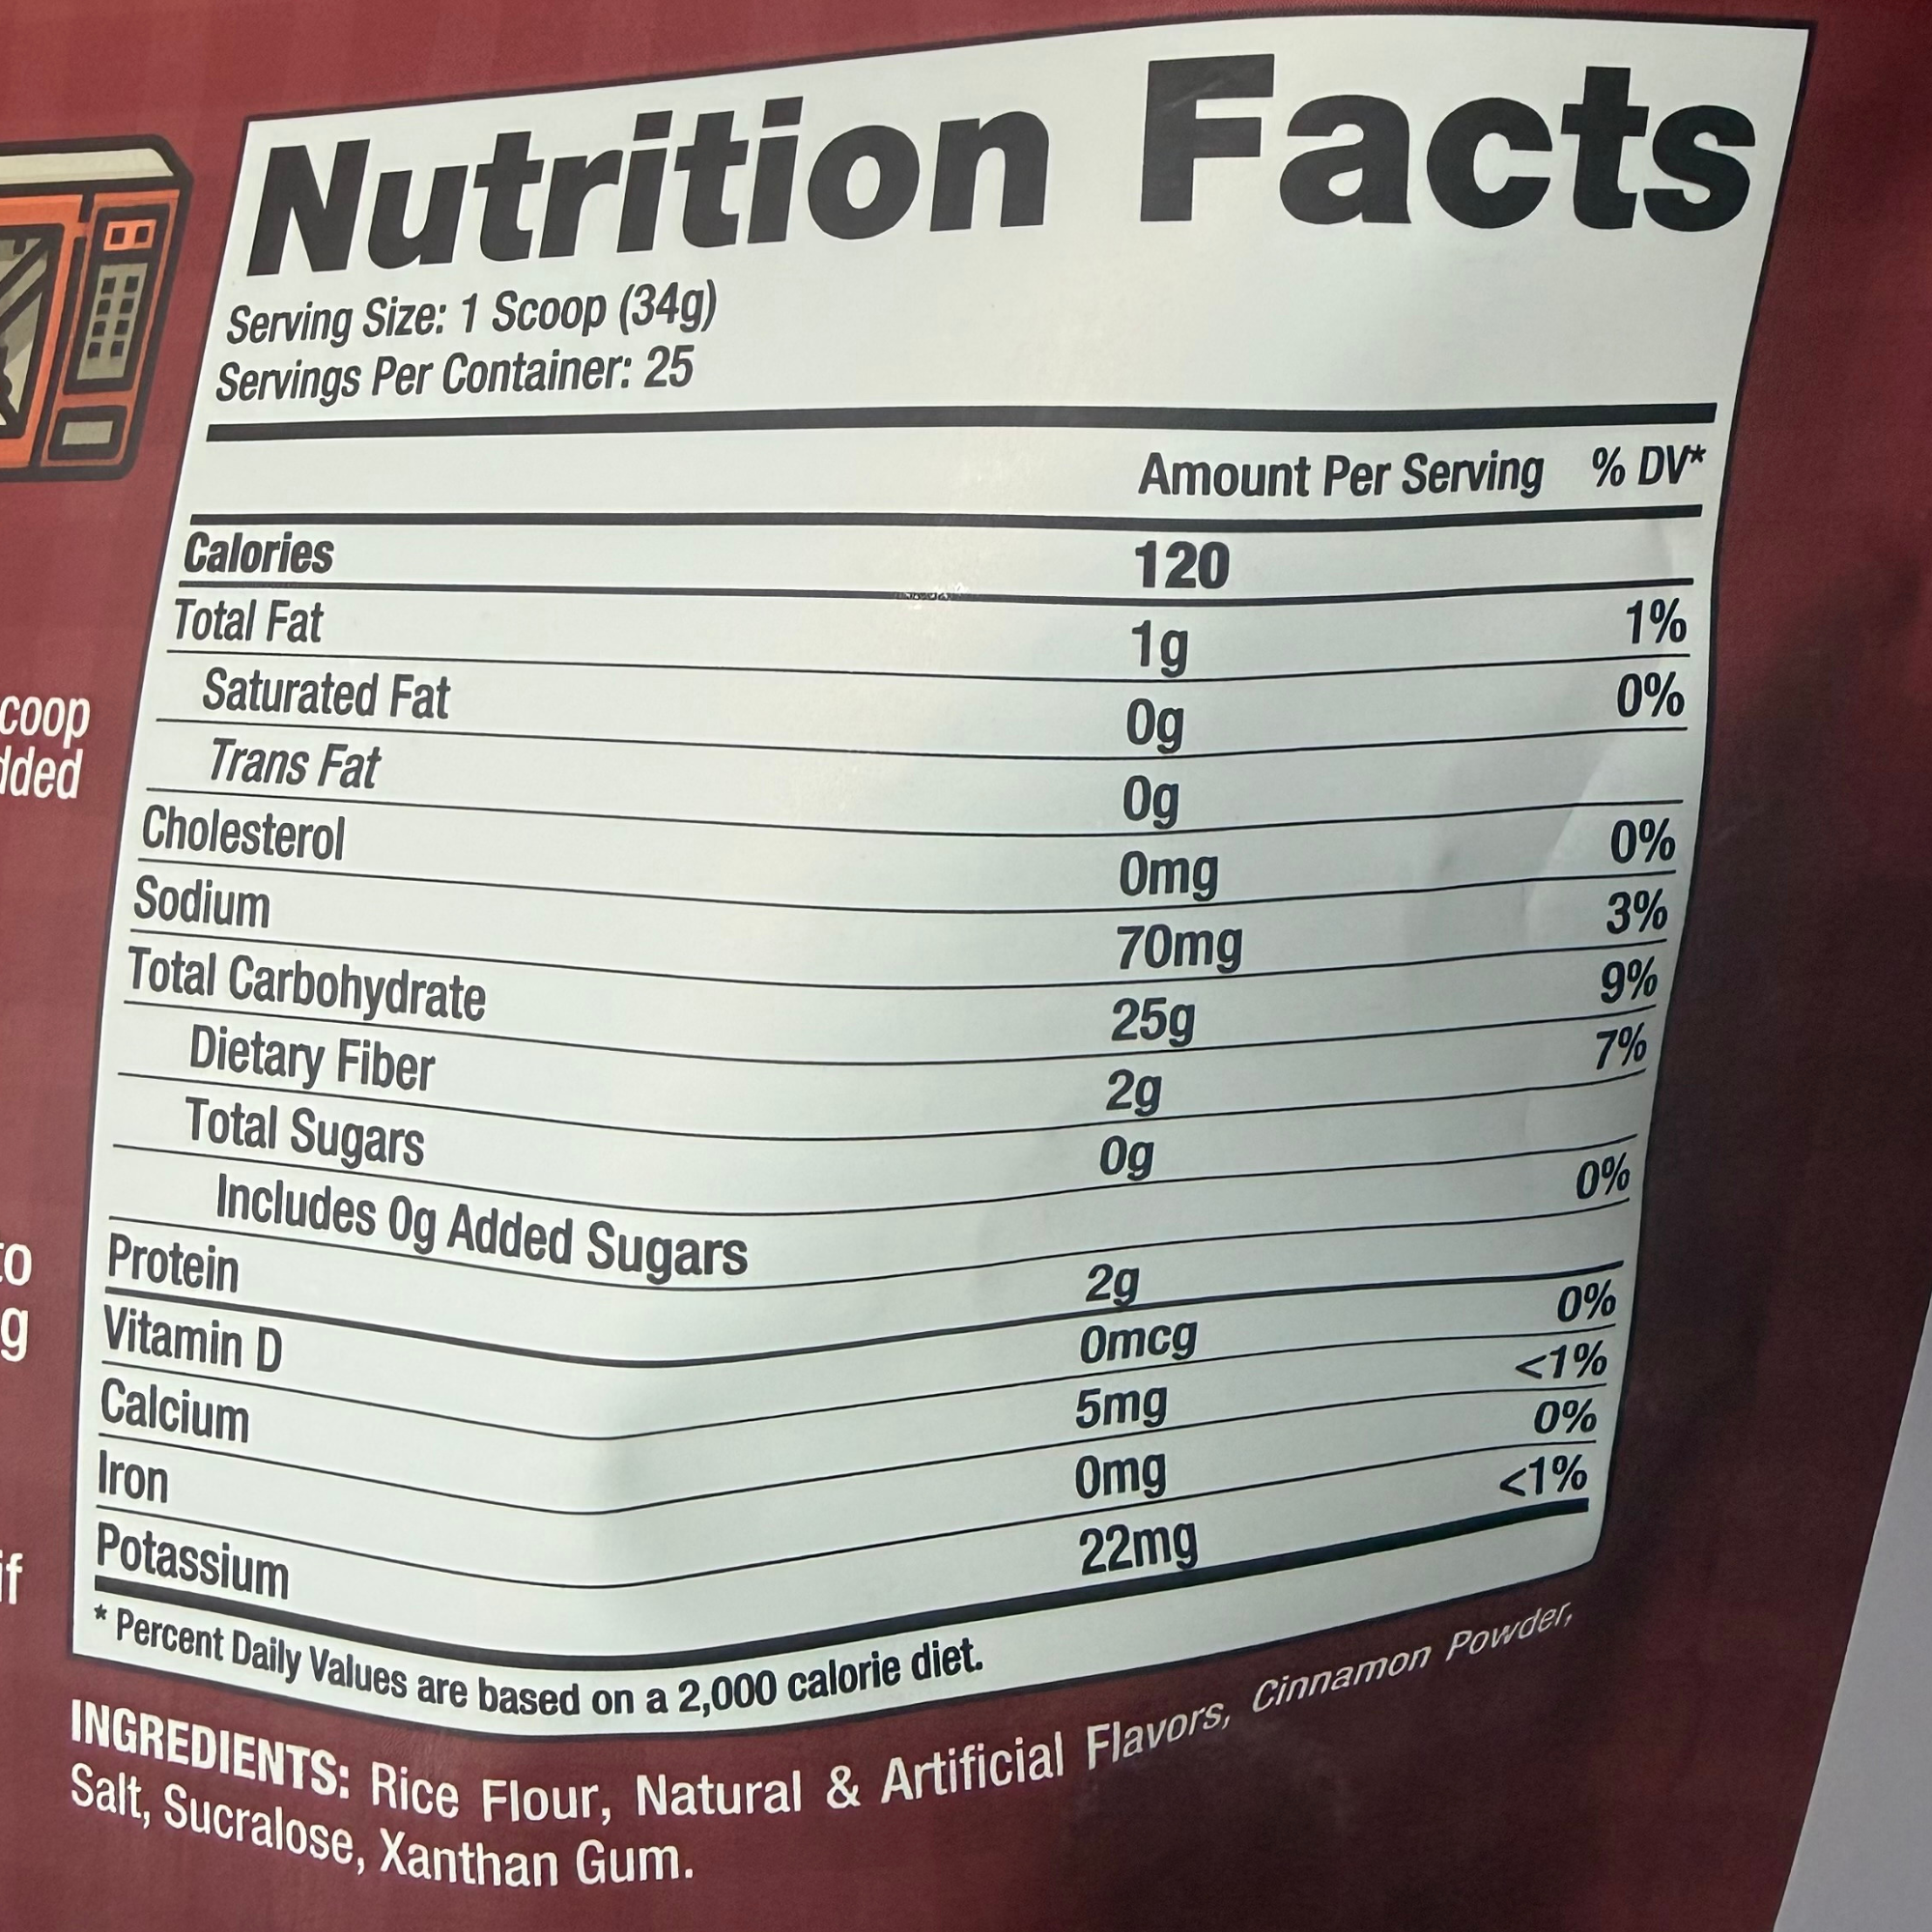 Nutrition Facts
Serving Size: 1 Scoop (34g)
Servings Per Container: 25
Amount Per Serving % DV*
Calories 120
Total Fat 1g 1%
Saturated Fat 0g 0%
Trans Fat 0g
Cholesterol 0mg 0%
Sodium 70mg 3%
Total Carbohydrate 25g 9%
Dietary Fiber 2g 7%
Total Sugars 0g
Includes 0g Added Sugars 0%
Protein 2g
Vitamin D 0mcg 0%
Calcium 5mg <1%
Iron 0mg 0%
Potassium 22mg <1%
* Percent Daily Values are based on a 2,000 calorie diet.
INGREDIENTS: Rice Flour, Natural & Artificial Flavors, Cinnamon Powder,
Salt, Sucralose, Xanthan Gum.